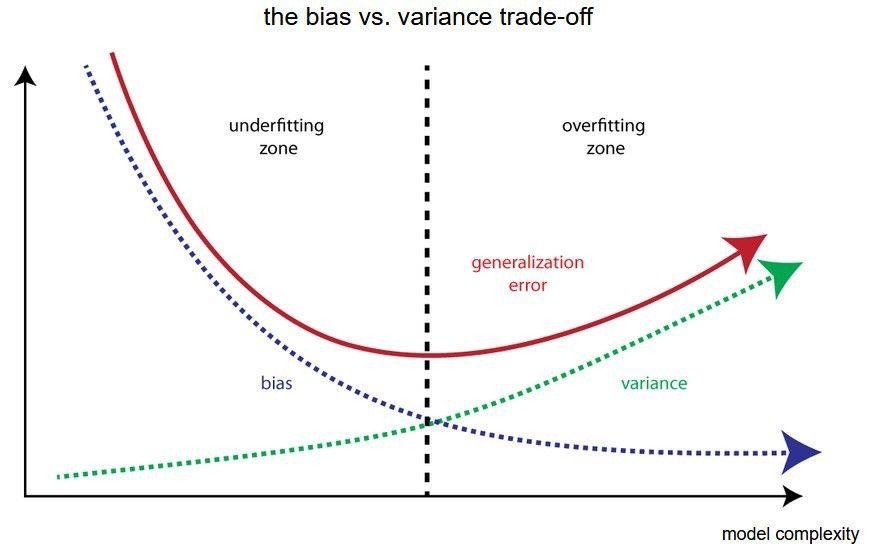 the bias vs. variance trade-off
underfitting
zone
overfitting
zone
generalization
error
bias
variance
model complexity